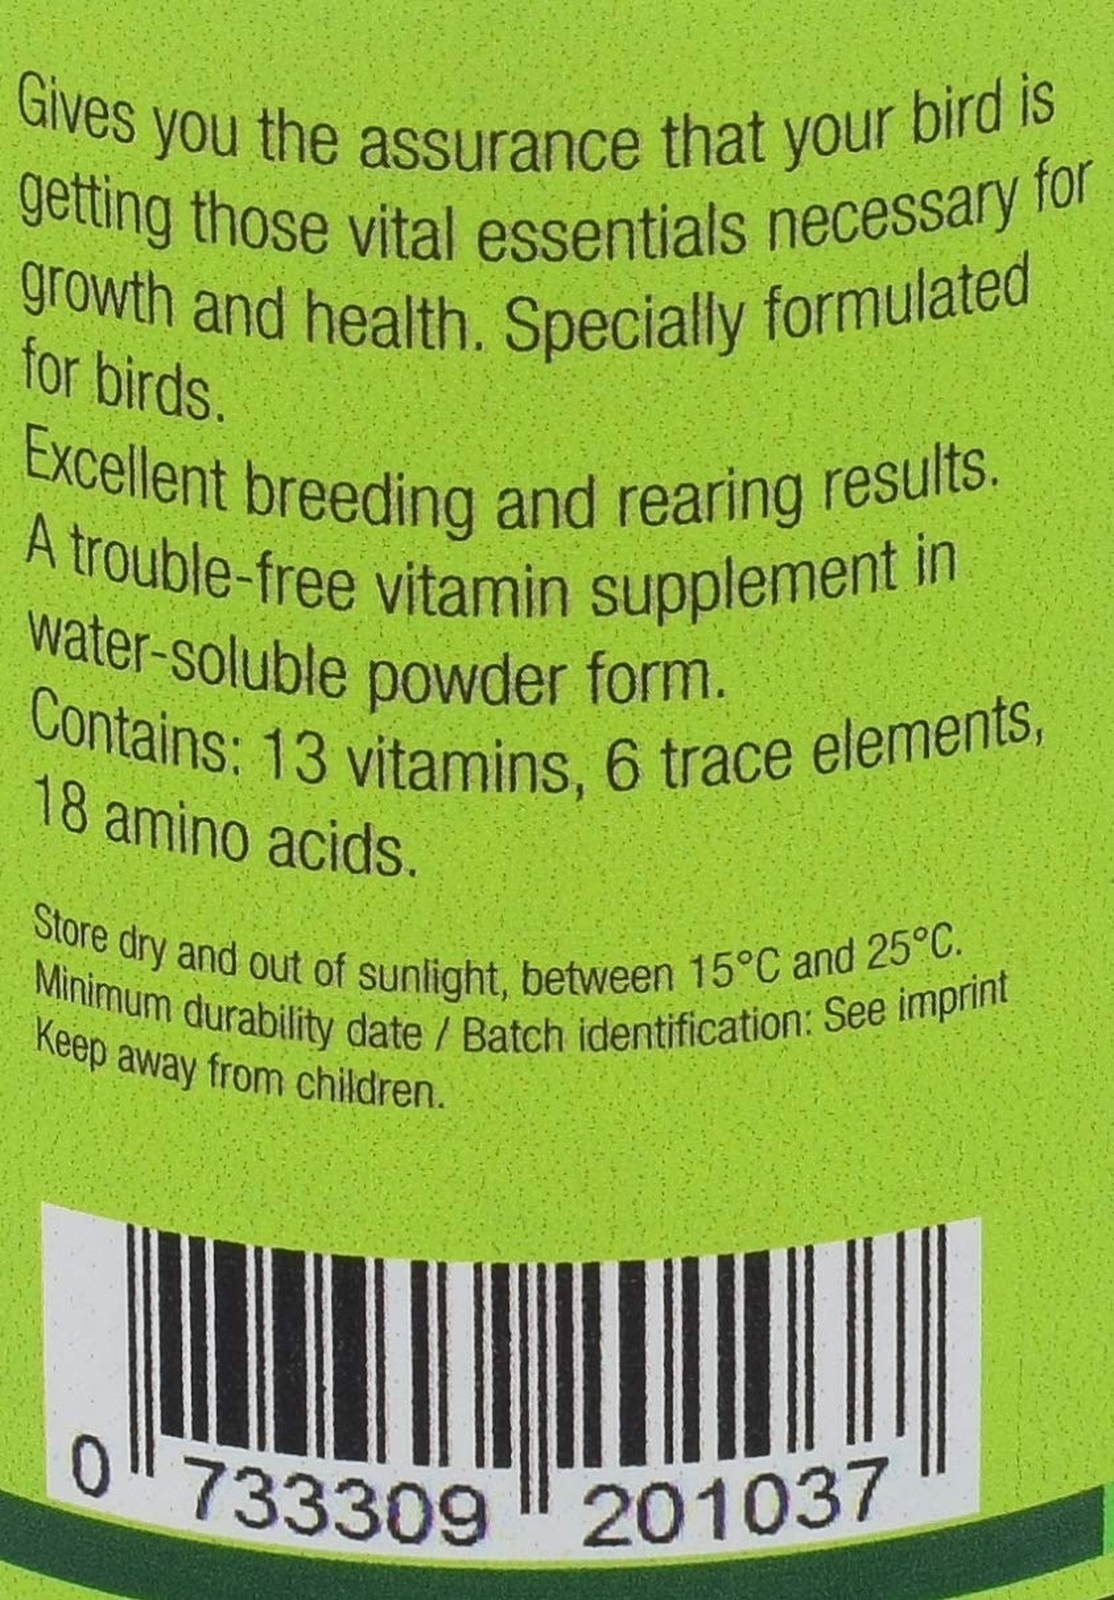 Gives you the assurance that your bird is
getting those vital essentials necessary for
growth and health. Specially formulated
for birds.
Excellent breeding and rearing results.
A trouble-free vitamin supplement in
water-soluble powder form.
Contains: 13 vitamins, 6 trace elements,
18 amino acids.
Store dry and out of sunlight, between 15°C and 25°C.
Minimum durability date / Batch identification: See imprint
Keep away from children.
0 733309 201037